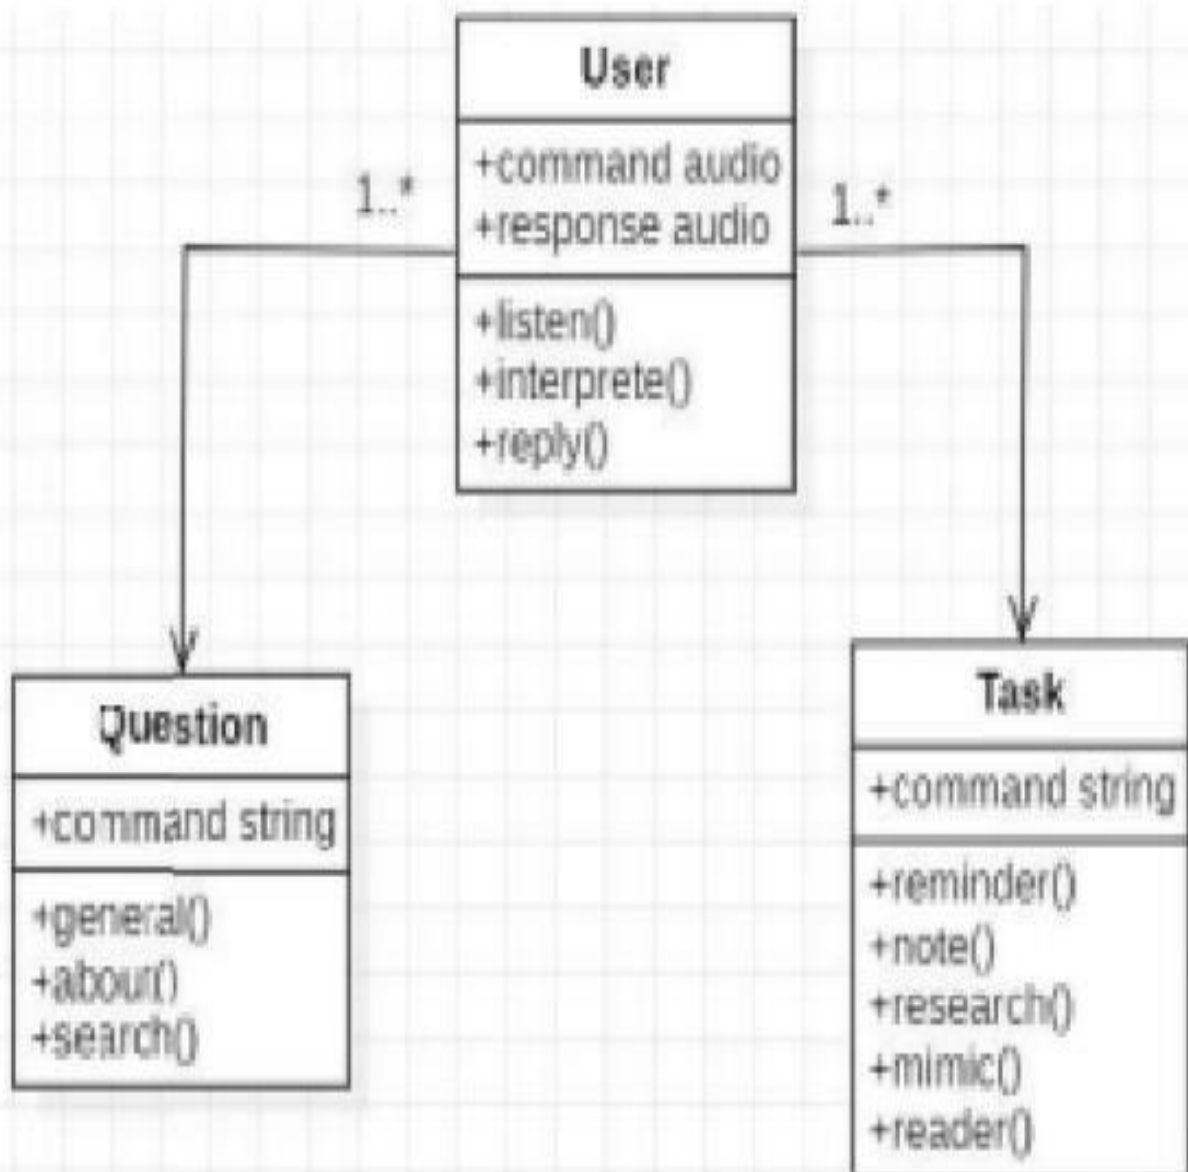 User
+command audio
+response audio
1..*
1..*
+listen()
+interprete()
+reply()
Question
+command string
+general()
+abour()
+search()
Task
+command string
+reminder()
+note()
+research()
+mimic()
+reader()